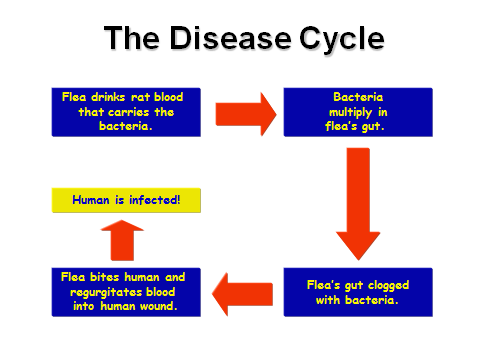 The Disease Cycle
Flea drinks rat blood
that carries the
bacteria.
Bacteria
multiply in
flea's gut.
Human is infected!
Flea bites human and
regurgitates blood
into human wound.
Flea's gut clogged
with bacteria.